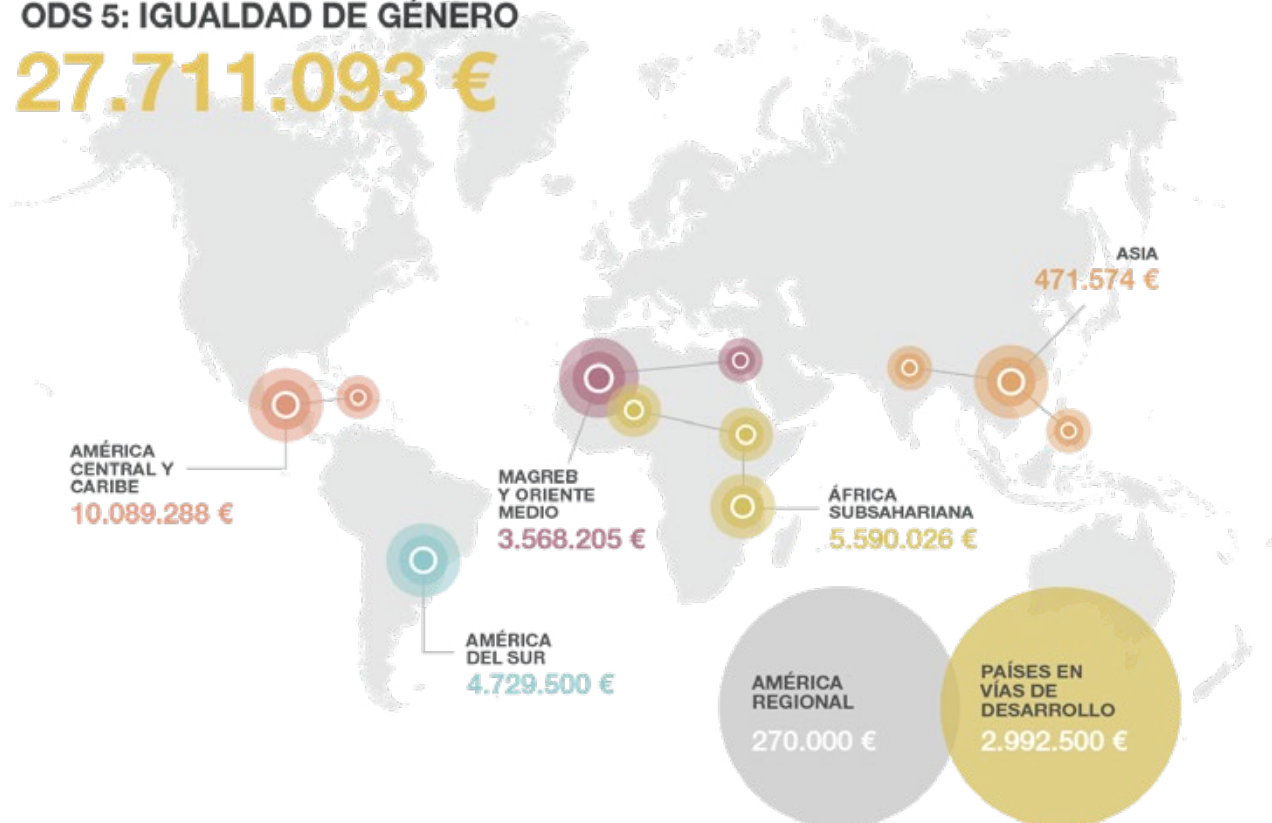 ODS 5: IGUALDAD DE GÉNERO
27.711.093 €
ASIA
471.574 €
AMÉRICA
CENTRAL Y
CARIBE
10.089.288 €
MAGREB
Y ORIENTE
MEDIO
3.568.205 €
ÁFRICA
SUBSAHARIANA
5.590.026 €
AMÉRICA
DEL SUR
4.729.500 €
AMÉRICA
REGIONAL
270.000 €
PAÍSES EN
VÍAS DE
DESARROLLO
2.992.500 €